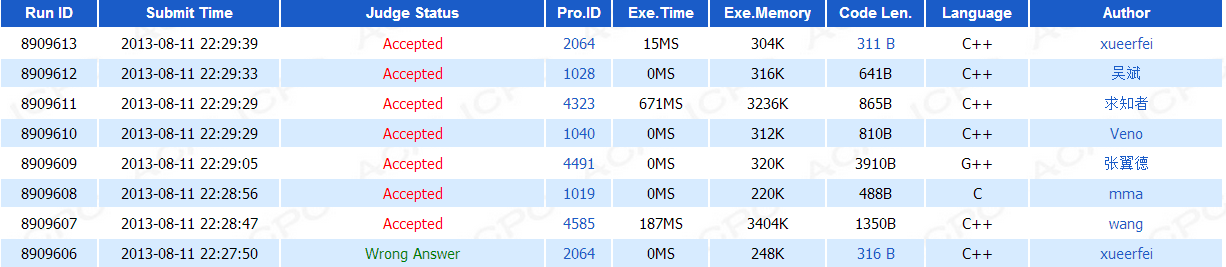 Run ID Submit Time Judge Status Pro.ID Exe.Time Exe.Memory Code Len. Language Author
8909613 2013-08-11 22:29:39 Accepted 2064 15MS 304K 311 B C++ xueerfei
8909612 2013-08-11 22:29:33 Accepted 1028 0MS 316K 641B C++ 吴斌
8909611 2013-08-11 22:29:29 Accepted 4323 671MS 3236K 865B C++ 求知者
8909610 2013-08-11 22:29:29 Accepted 1040 0MS 312K 810B C++ Veno
8909609 2013-08-11 22:29:05 Accepted 4491 0MS 320K 3910B G++ 张翼德
8909608 2013-08-11 22:28:56 Accepted 1019 0MS 220K 488B C mma
8909607 2013-08-11 22:28:47 Accepted 4585 187MS 3404K 1350B C++ wang
8909606 2013-08-11 22:27:50 Wrong Answer 2064 0MS 248K 316 B C++ xueerfei